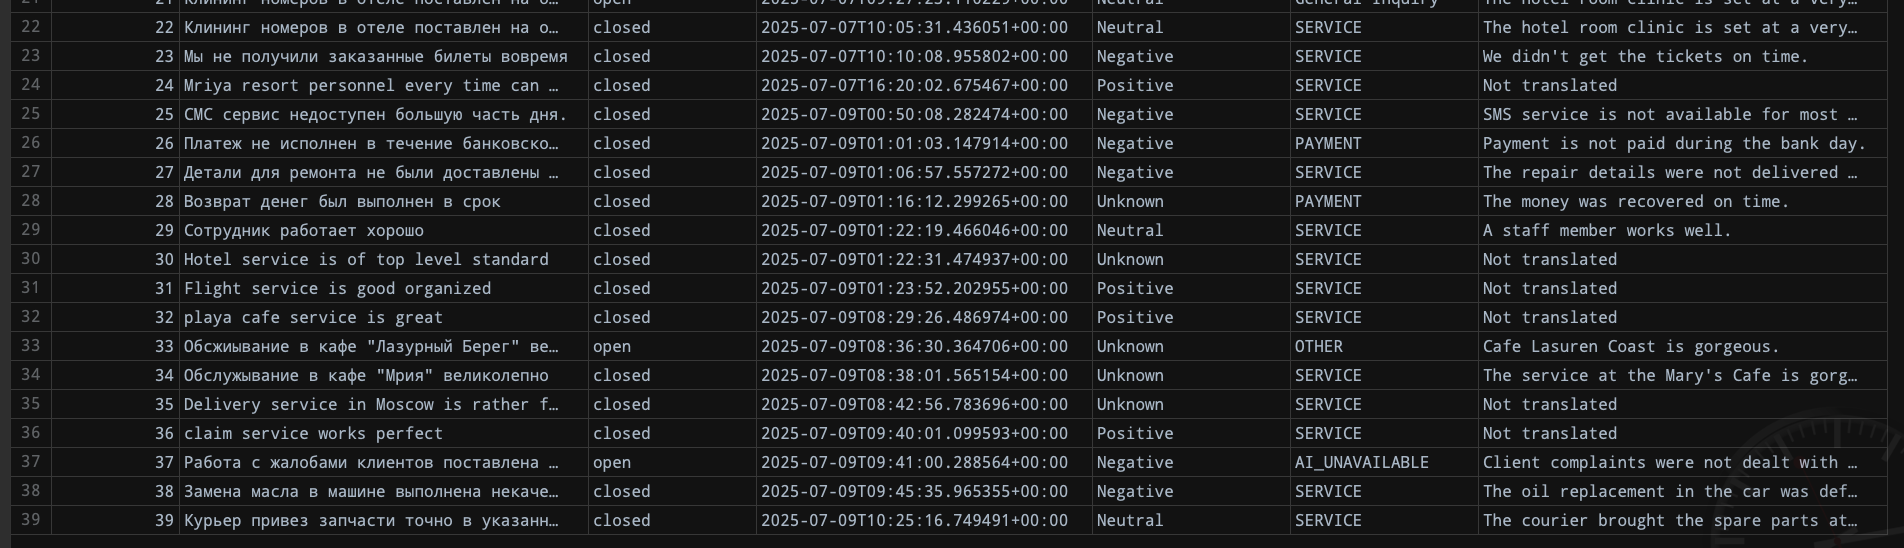 21 21 Клининг номеров в отеле поставлен на о… open 2025-07-07T09:27:25.110229+00:00 Neutral General Inquiry The hotel room clinic is set at a very…
22 22 Клининг номеров в отеле поставлен на о… closed 2025-07-07T10:05:31.436051+00:00 Neutral SERVICE The hotel room clinic is set at a very…
23 23 Мы не получили заказанные билеты вовремя closed 2025-07-07T10:10:08.955802+00:00 Negative SERVICE We didn't get the tickets on time.
24 24 Mriya resort personnel every time can … closed 2025-07-07T16:20:02.675467+00:00 Positive SERVICE Not translated
25 25 СМС сервис недоступен большую часть дня. closed 2025-07-09T00:50:08.282474+00:00 Negative SERVICE SMS service is not available for most …
26 26 Платеж не исполнен в течение банковско… closed 2025-07-09T01:01:03.147914+00:00 Negative PAYMENT Payment is not paid during the bank day.
27 27 Детали для ремонта не были доставлены … closed 2025-07-09T01:06:57.557272+00:00 Negative SERVICE The repair details were not delivered …
28 28 Возврат денег был выполнен в срок closed 2025-07-09T01:16:12.299265+00:00 Unknown PAYMENT The money was recovered on time.
29 29 Сотрудник работает хорошо closed 2025-07-09T01:22:19.466046+00:00 Neutral SERVICE A staff member works well.
30 30 Hotel service is of top level standard closed 2025-07-09T01:22:31.474937+00:00 Unknown SERVICE Not translated
31 31 Flight service is good organized closed 2025-07-09T01:23:52.202955+00:00 Positive SERVICE Not translated
32 32 playa cafe service is great closed 2025-07-09T08:29:26.486974+00:00 Positive SERVICE Not translated
33 33 Обсжиывание в кафе "Лазурный Берег" ве… open 2025-07-09T08:36:30.364706+00:00 Unknown OTHER Cafe Lasuren Coast is gorgeous.
34 34 Обслужывание в кафе "Мрия" великолепно closed 2025-07-09T08:38:01.565154+00:00 Unknown SERVICE The service at the Mary's Cafe is gorg…
35 35 Delivery service in Moscow is rather f… closed 2025-07-09T08:42:56.783696+00:00 Unknown SERVICE Not translated
36 36 claim service works perfect closed 2025-07-09T09:40:01.099593+00:00 Positive SERVICE Not translated
37 37 Работа с жалобами клиентов поставлена … open 2025-07-09T09:41:00.288564+00:00 Negative AI_UNAVAILABLE Client complaints were not dealt with …
38 38 Замена масла в машине выполнена некаче… closed 2025-07-09T09:45:35.965355+00:00 Negative SERVICE The oil replacement in the car was def…
39 39 Курьер привез запчасти точно в указанн… closed 2025-07-09T10:25:16.749491+00:00 Neutral SERVICE The courier brought the spare parts at…